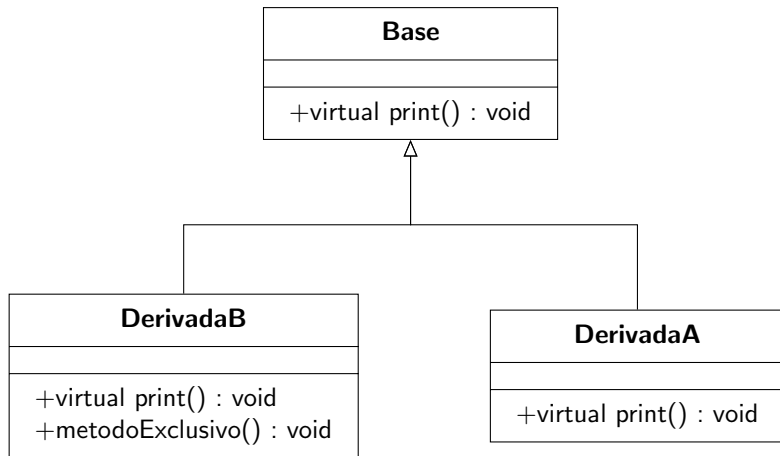 Base
+virtual print() : void
DerivadaB
+virtual print() : void
+metodoExclusivo() : void
DerivadaA
+virtual print() : void